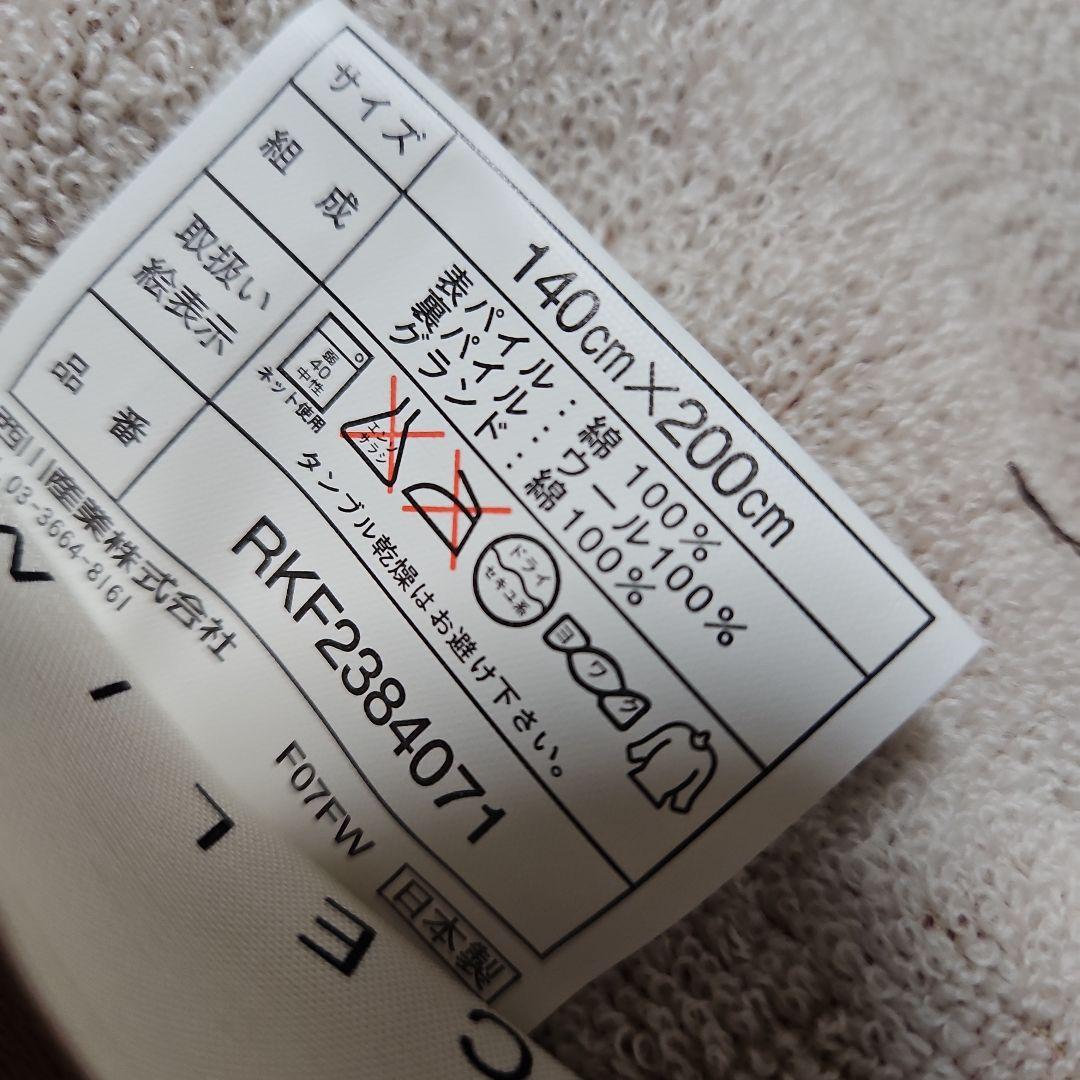 サイズ 140cm×200cm
組成 表パイル:綿 100%
裏パイル:ウール100%
グランド:綿100%
取扱い
絵表示
弱
40
中性
ネット使用
エンソ
サラシ
ドライ
セキユ系
ヨワク
タンブル乾燥はお避け下さい。
品番 RKF2384071
西川産業株式会社
03-3664-8161
F07FW
日本製
L
E
C